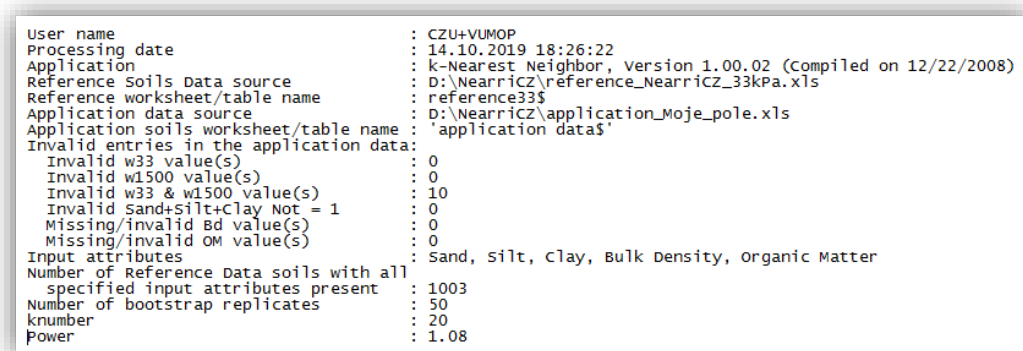 User name : CZU+VUMOP
Processing date : 14.10.2019 18:26:22
Application : k-Nearest Neighbor, Version 1.00.02 (Compiled on 12/22/2008)
Reference Soils Data source : D:\NearriCZ\reference_NearriCZ_33kPa.xls
Reference worksheet/table name : reference33$
Application data source : D:\NearriCZ\application_Moje_pole.xls
Application soils worksheet/table name : 'application data$'
Invalid entries in the application data:
Invalid w33 value(s) : 0
Invalid w1500 value(s) : 0
Invalid w33 & w1500 value(s) : 10
Invalid Sand+Silt+Clay Not = 1 : 0
Missing/invalid Bd value(s) : 0
Missing/invalid OM value(s) : 0
Input attributes : Sand, Silt, Clay, Bulk Density, Organic Matter
Number of Reference Data soils with all
specified input attributes present : 1003
Number of bootstrap replicates : 50
knumber : 20
Power : 1.08